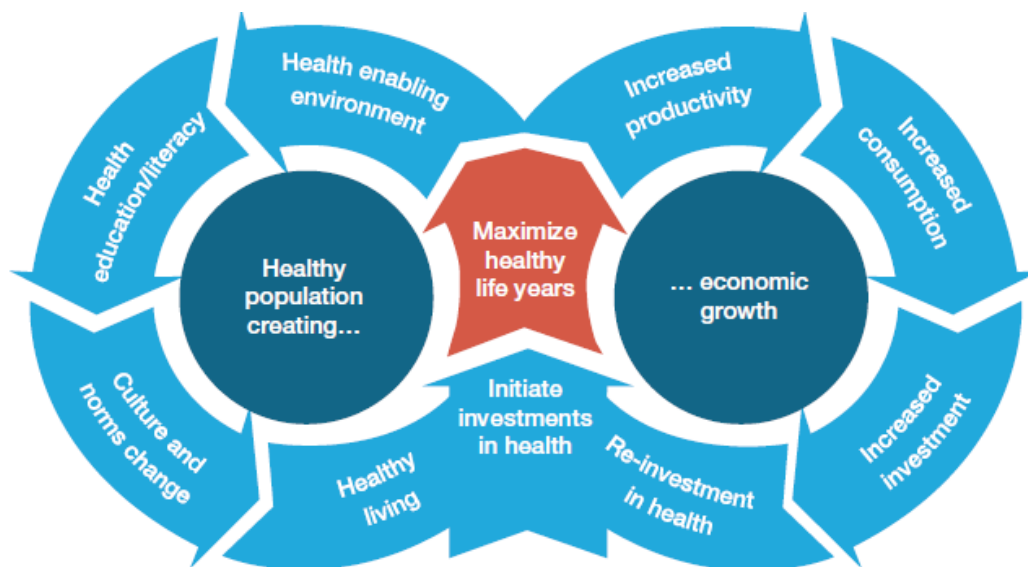 Health enabling
environment
Increased
productivity
Health
education/literacy
Increased
consumption
Maximize
healthy
life years
Healthy
population
creating...
... economic
growth
Culture and
norms change
Healthy
living
Initiate
investments
in health
Re-investment
in health
Increased
investment